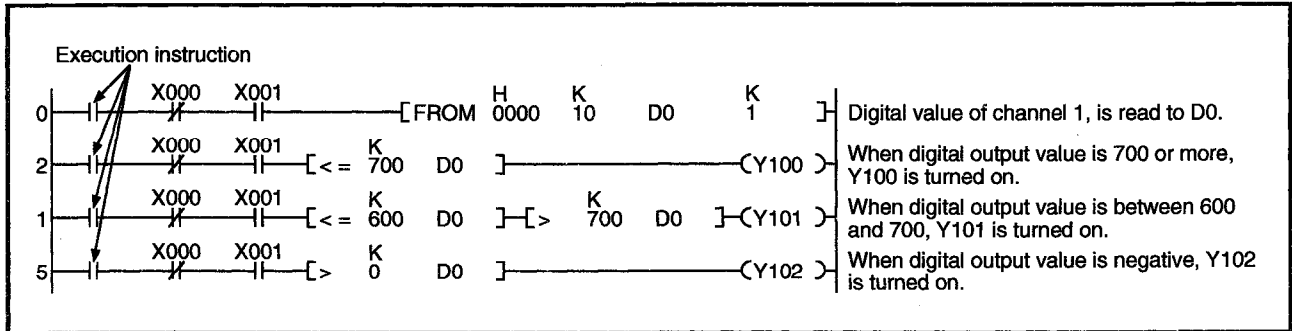 Execution instruction
X000 X001 H K K
0 [ FROM 0000 10 D0 1 ] Digital value of channel 1, is read to D0.
X000 X001 K
2 [ <= 700 D0 ] (Y100) When digital output value is 700 or more,
Y100 is turned on.
X000 X001 K K
1 [ <= 600 D0 ] [ > 700 D0 ] (Y101) When digital output value is between 600
and 700, Y101 is turned on.
X000 X001 K
5 [ > 0 D0 ] (Y102) When digital output value is negative, Y102
is turned on.